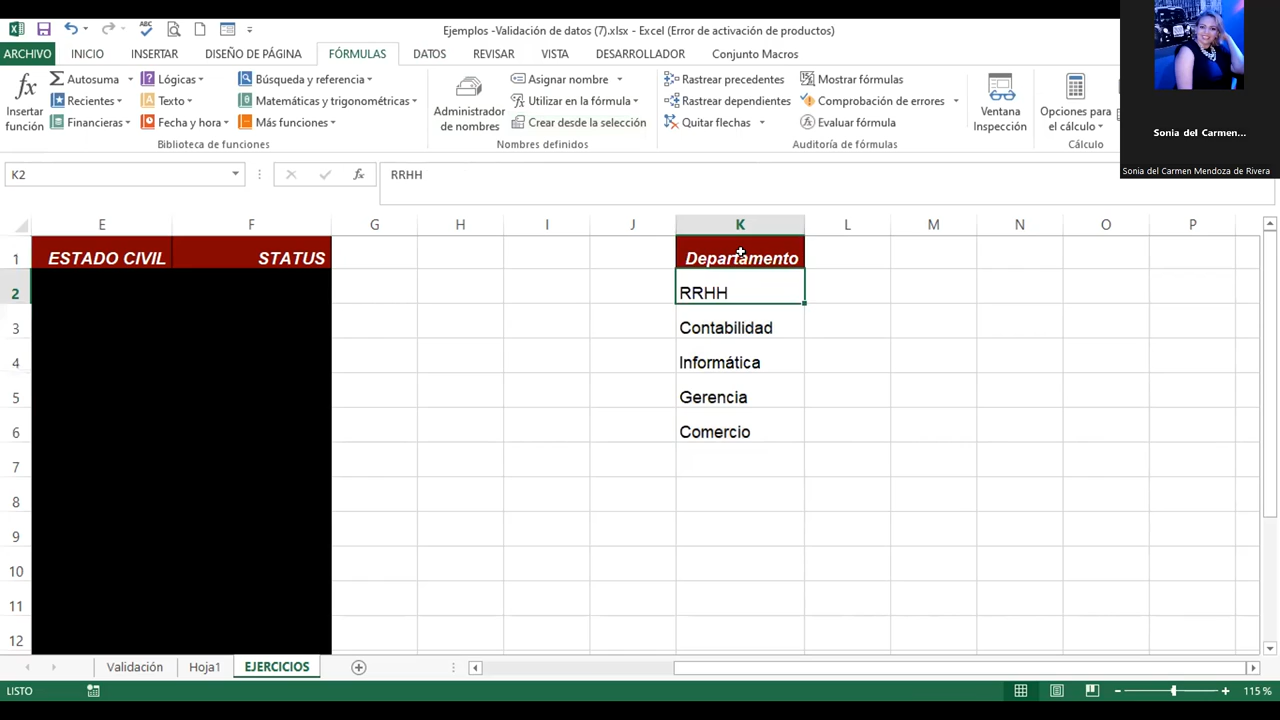 Ejemplos -Validación de datos (7).xlsx - Excel (Error de activación de productos)
ARCHIVO INICIO INSERTAR DISEÑO DE PÁGINA FÓRMULAS DATOS REVISAR VISTA DESARROLLADOR Conjunto Macros
fx Insertar función
Autosuma
Recientes
Financieras
Lógicas
Texto
Fecha y hora
Búsqueda y referencia
Matemáticas y trigonométricas
Más funciones
Biblioteca de funciones
Administrador de nombres
Asignar nombre
Utilizar en la fórmula
Crear desde la selección
Nombres definidos
Rastrear precedentes
Rastrear dependientes
Quitar flechas
Mostrar fórmulas
Comprobación de errores
Evaluar fórmula
Auditoría de fórmulas
Ventana Inspección
Opciones para el cálculo
Cálculo
Sonia del Carmen...
Sonia del Carmen Mendoza de Rivera
K2 fx RRHH
E F G H I J K L M N O P
1 ESTADO CIVIL STATUS Departamento
2 RRHH
3 Contabilidad
4 Informática
5 Gerencia
6 Comercio
7
8
9
10
11
12
Validación Hoja1 EJERCICIOS
LISTO 115 %